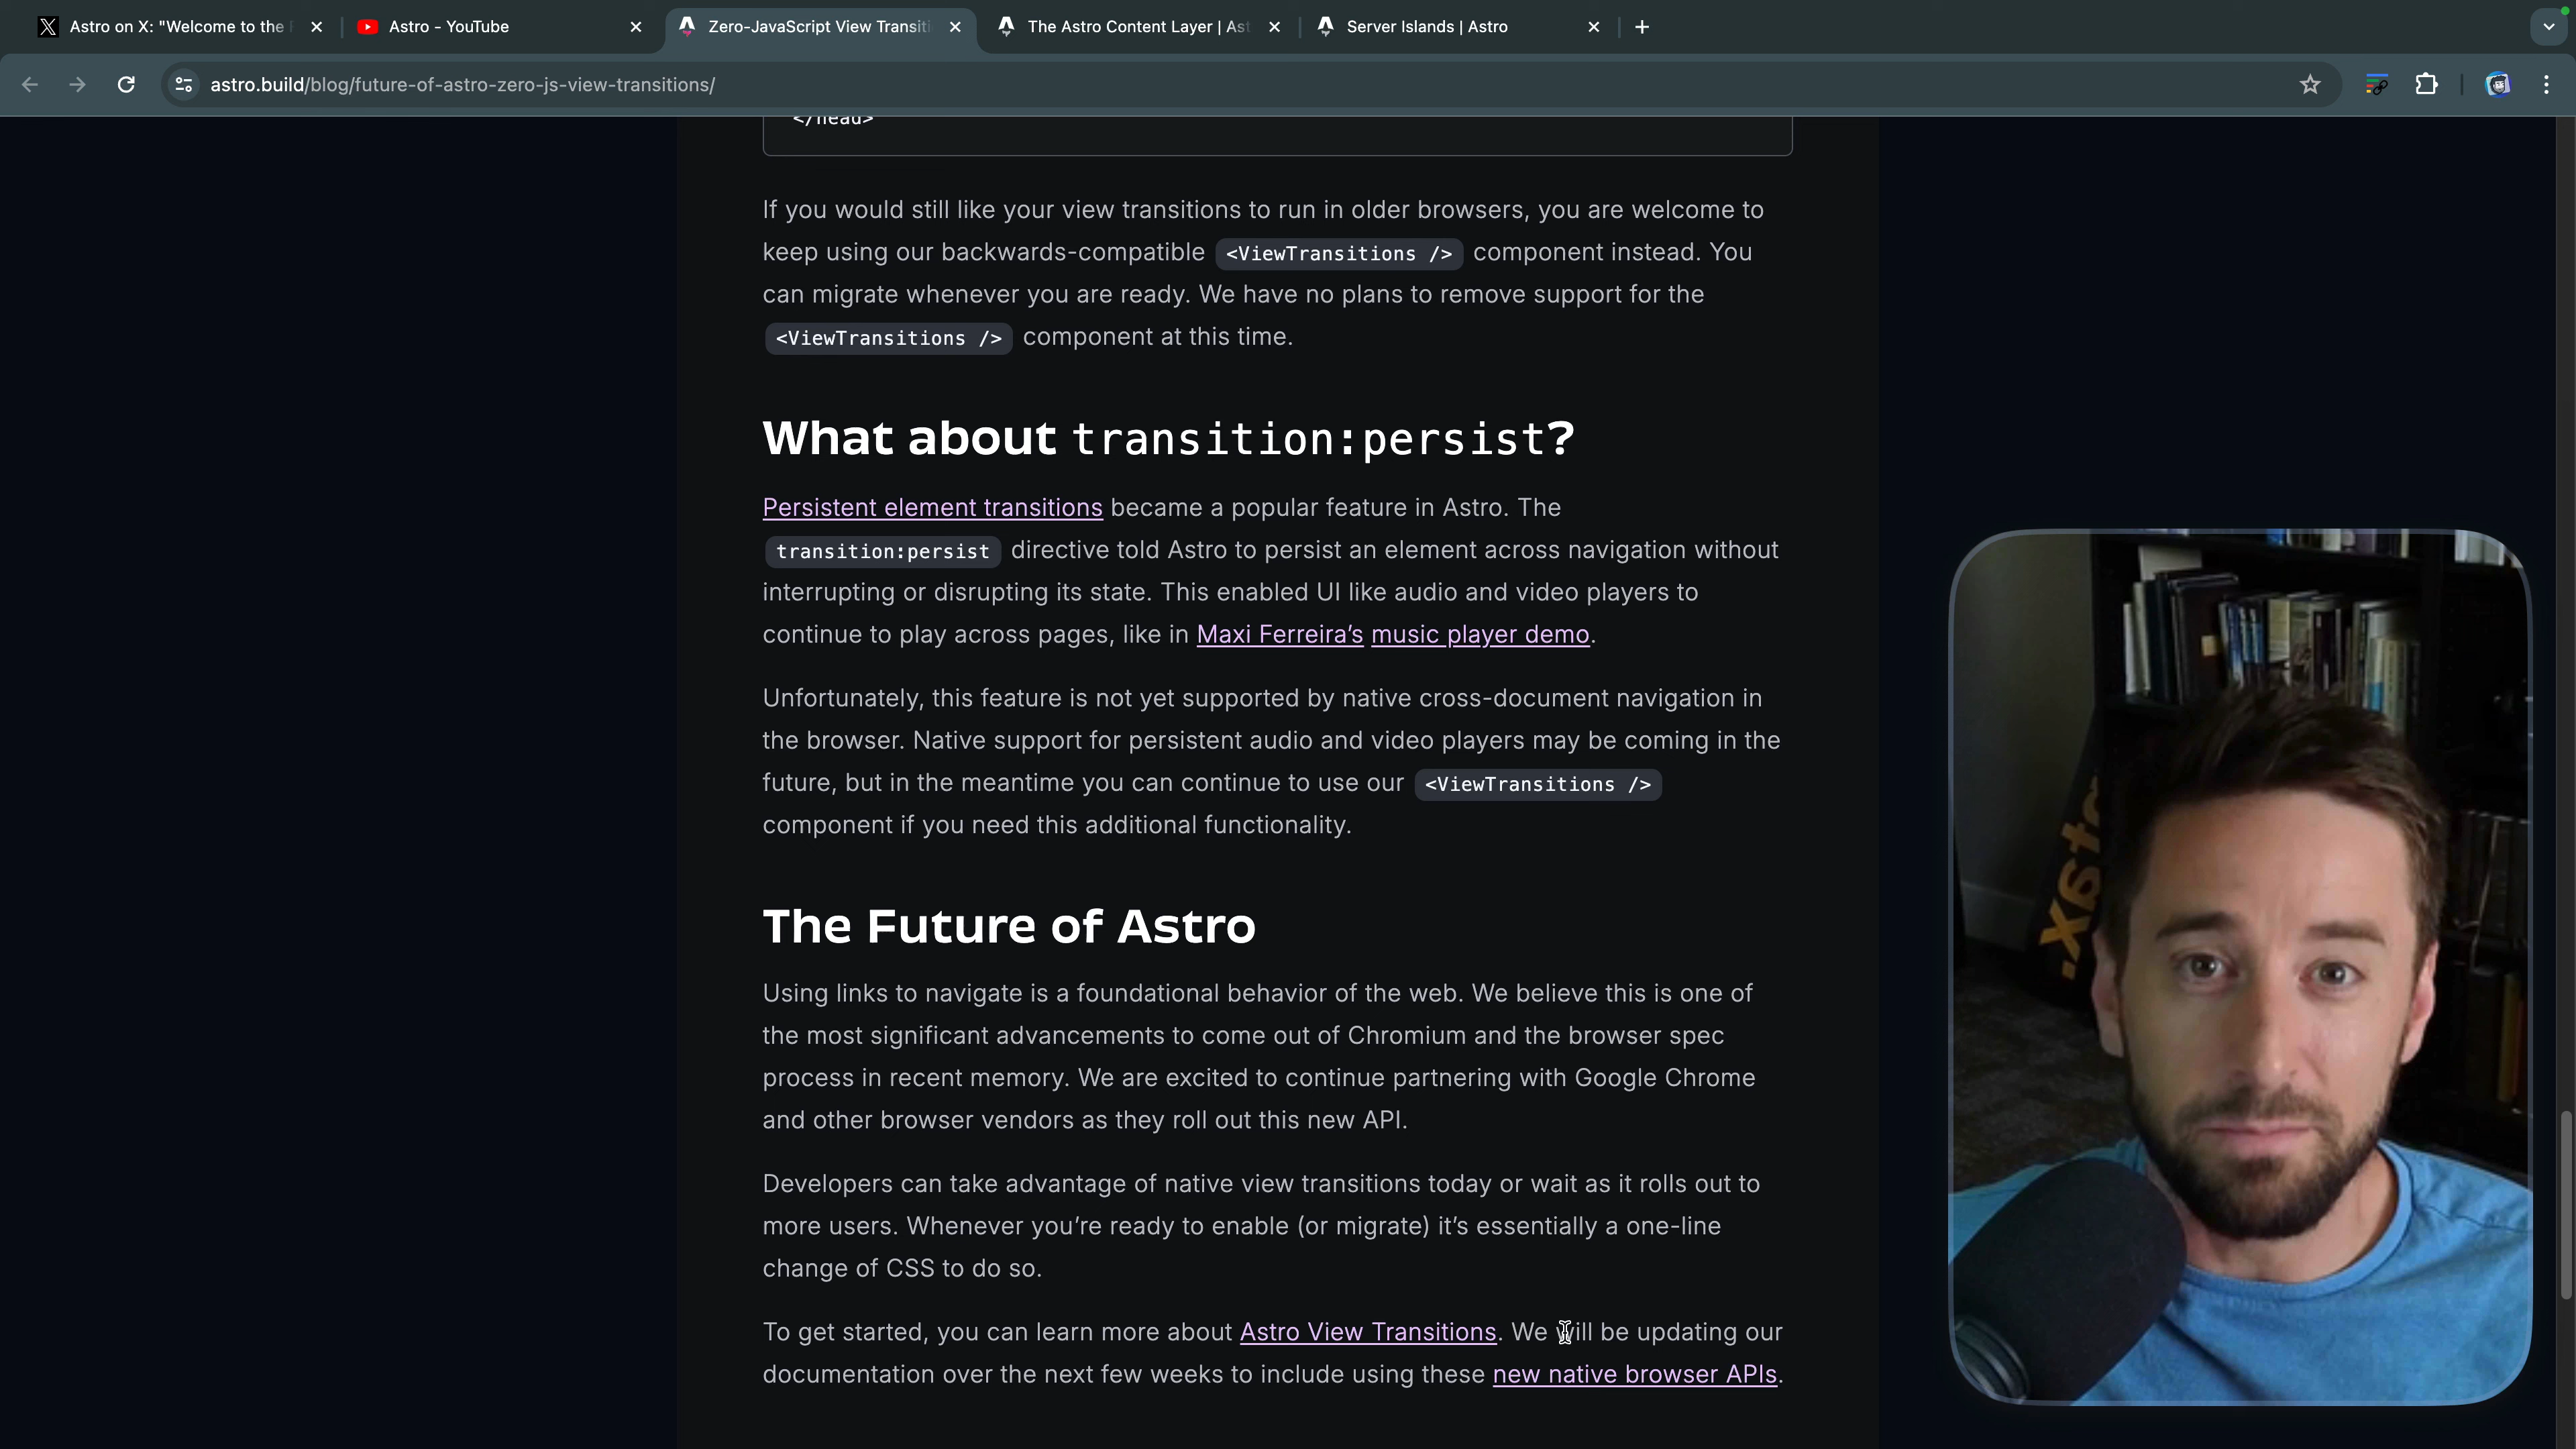 Astro on X: "Welcome to the F
Astro - YouTube
Zero-JavaScript View Transiti
The Astro Content Layer | Ast
Server Islands | Astro
astro.build/blog/future-of-astro-zero-js-view-transitions/
</head>
If you would still like your view transitions to run in older browsers, you are welcome to
keep using our backwards-compatible <ViewTransitions /> component instead. You
can migrate whenever you are ready. We have no plans to remove support for the
<ViewTransitions /> component at this time.
What about transition:persist?
Persistent element transitions became a popular feature in Astro. The
transition:persist directive told Astro to persist an element across navigation without
interrupting or disrupting its state. This enabled UI like audio and video players to
continue to play across pages, like in Maxi Ferreira’s music player demo.
Unfortunately, this feature is not yet supported by native cross-document navigation in
the browser. Native support for persistent audio and video players may be coming in the
future, but in the meantime you can continue to use our <ViewTransitions />
component if you need this additional functionality.
The Future of Astro
Using links to navigate is a foundational behavior of the web. We believe this is one of
the most significant advancements to come out of Chromium and the browser spec
process in recent memory. We are excited to continue partnering with Google Chrome
and other browser vendors as they roll out this new API.
Developers can take advantage of native view transitions today or wait as it rolls out to
more users. Whenever you’re ready to enable (or migrate) it’s essentially a one-line
change of CSS to do so.
To get started, you can learn more about Astro View Transitions. We will be updating our
documentation over the next few weeks to include using these new native browser APIs.